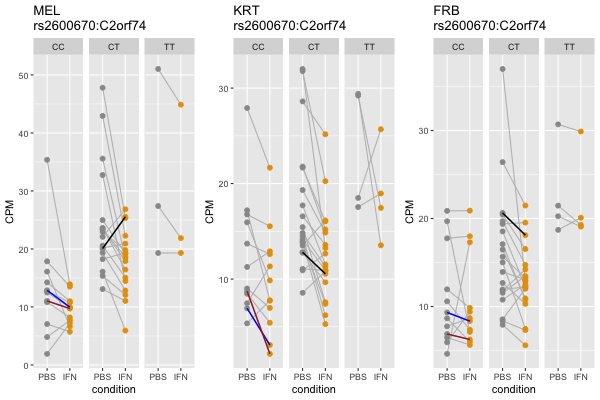 MEL
rs2600670:C2orf74
CC CT TT
CPM
50
40
30
20
10
0
PBS IFN PBS IFN PBS IFN
condition
KRT
rs2600670:C2orf74
CC CT TT
CPM
30
20
10
PBS IFN PBS IFN PBS IFN
condition
FRB
rs2600670:C2orf74
CC CT TT
CPM
30
20
10
PBS IFN PBS IFN PBS IFN
condition